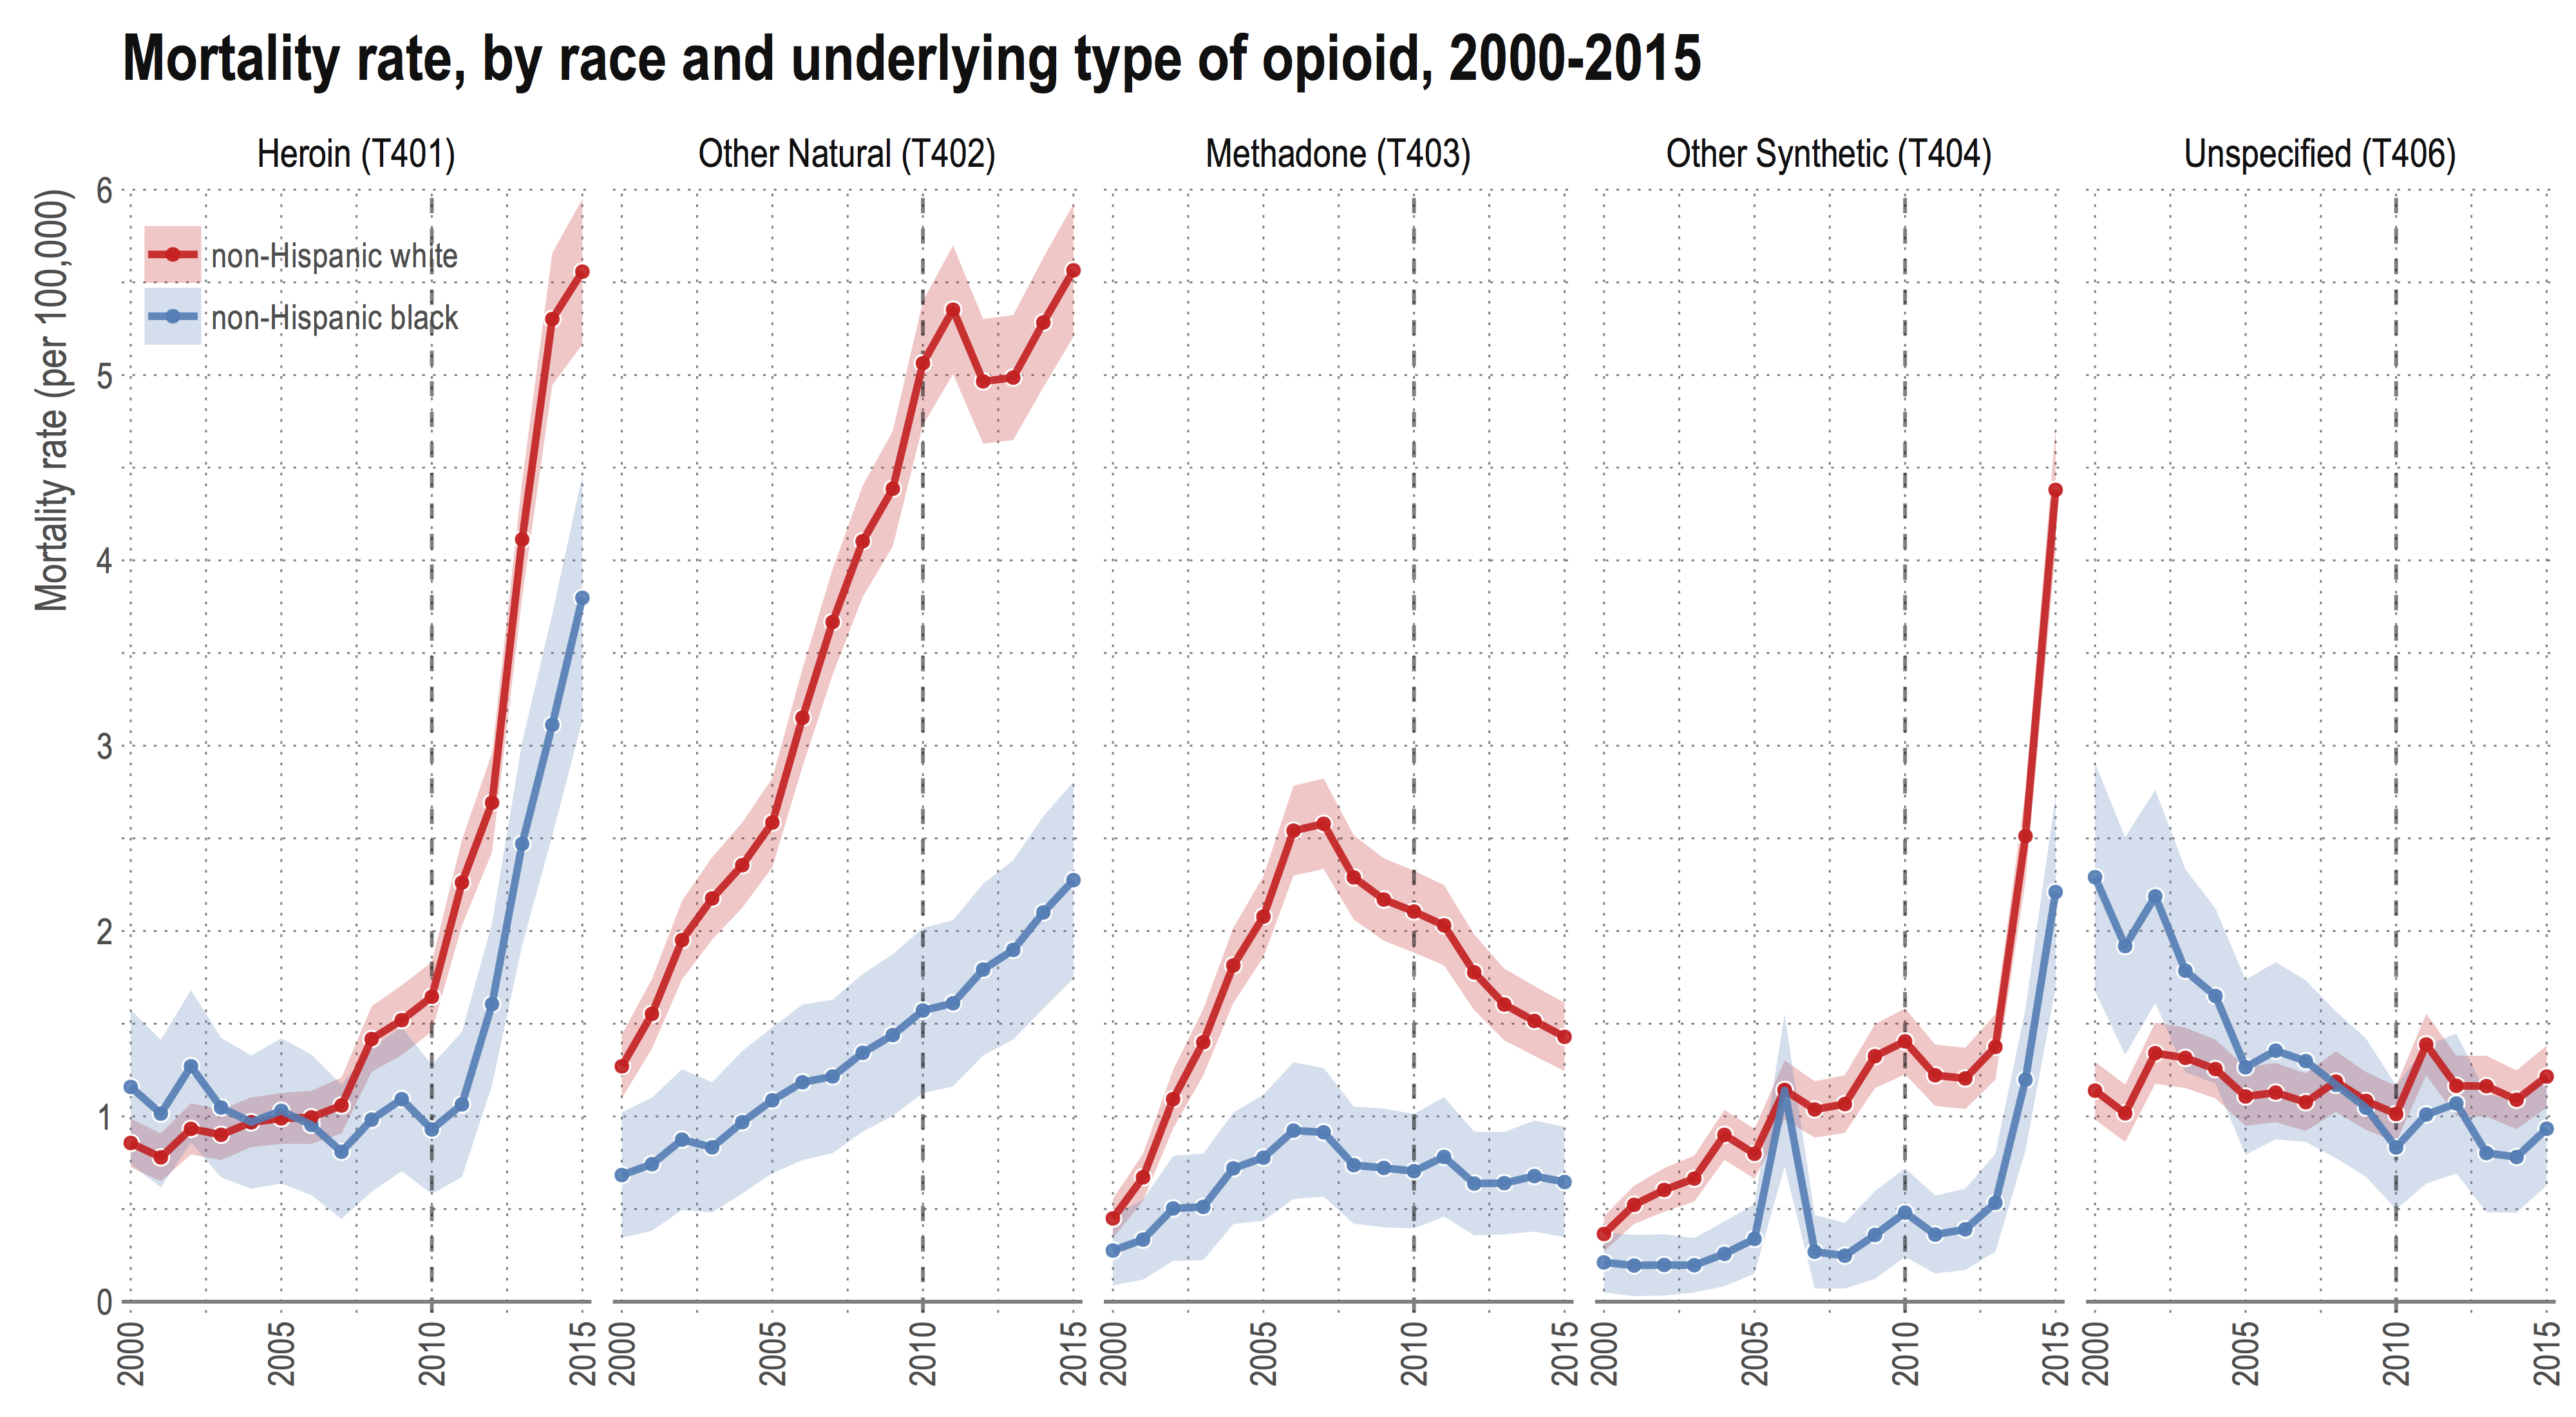 Mortality rate, by race and underlying type of opioid, 2000-2015
Heroin (T401)
Other Natural (T402)
Methadone (T403)
Other Synthetic (T404)
Unspecified (T406)
Mortality rate (per 100,000)
6
5
4
3
2
1
0
non-Hispanic white
non-Hispanic black
2000 2005 2010 2015
2000 2005 2010 2015
2000 2005 2010 2015
2000 2005 2010 2015
2000 2005 2010 2015